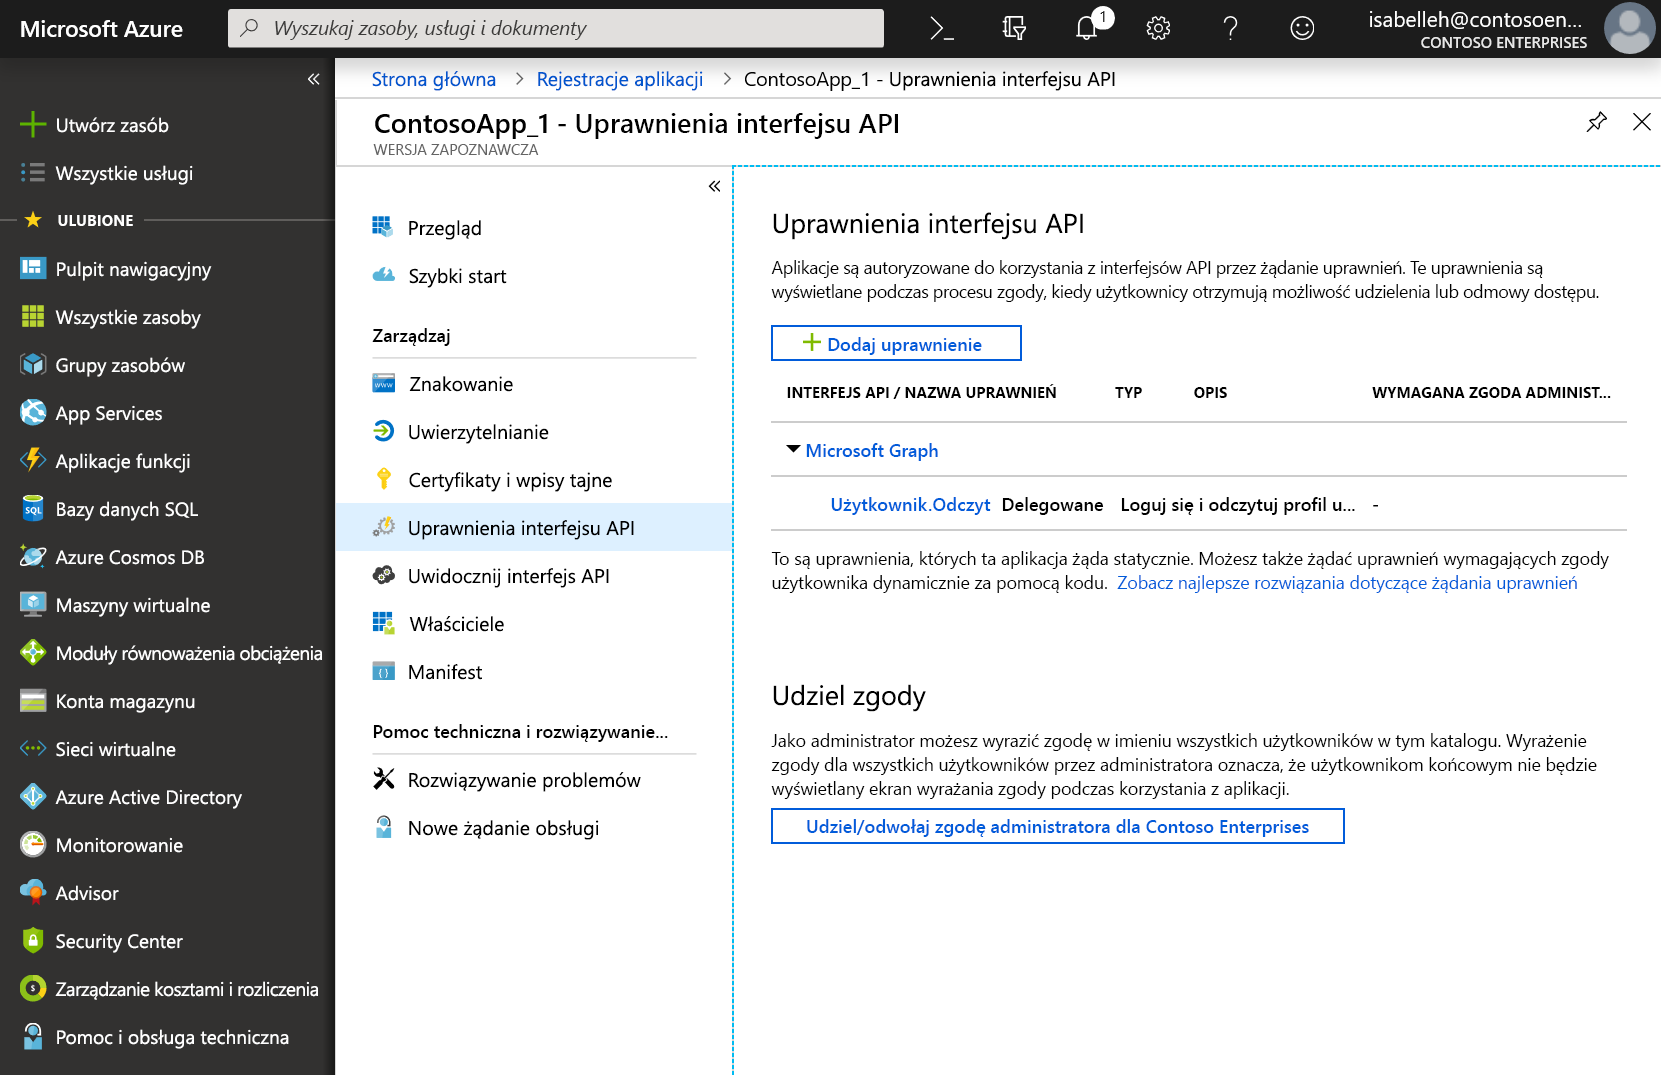 Microsoft Azure
Wyszukaj zasoby, usługi i dokumenty
1
isabelleh@contosoen...
CONTOSO ENTERPRISES
Utwórz zasób
Wszystkie usługi
ULUBIONE
Pulpit nawigacyjny
Wszystkie zasoby
Grupy zasobów
App Services
Aplikacje funkcji
Bazy danych SQL
Azure Cosmos DB
Maszyny wirtualne
Moduły równoważenia obciążenia
Konta magazynu
Sieci wirtualne
Azure Active Directory
Monitorowanie
Advisor
Security Center
Zarządzanie kosztami i rozliczenia
Pomoc i obsługa techniczna
Strona główna > Rejestracje aplikacji > ContosoApp_1 - Uprawnienia interfejsu API
ContosoApp_1 - Uprawnienia interfejsu API
WERSJA ZAPOZNAWCZA
Przegląd
Szybki start
Zarządzaj
Znakowanie
Uwierzytelnianie
Certyfikaty i wpisy tajne
Uprawnienia interfejsu API
Uwidocznij interfejs API
Właściciele
Manifest
Pomoc techniczna i rozwiązywanie...
Rozwiązywanie problemów
Nowe żądanie obsługi
Uprawnienia interfejsu API
Aplikacje są autoryzowane do korzystania z interfejsów API przez żądanie uprawnień. Te uprawnienia są
wyświetlane podczas procesu zgody, kiedy użytkownicy otrzymują możliwość udzielenia lub odmowy dostępu.
Dodaj uprawnienie
INTERFEJS API / NAZWA UPRAWNIEŃ TYP OPIS WYMAGANA ZGODA ADMINIST...
Microsoft Graph
Użytkownik.Odczyt Delegowane Loguj się i odczytuj profil u... -
To są uprawnienia, których ta aplikacja żąda statycznie. Możesz także żądać uprawnień wymagających zgody
użytkownika dynamicznie za pomocą kodu. Zobacz najlepsze rozwiązania dotyczące żądania uprawnień
Udziel zgody
Jako administrator możesz wyrazić zgodę w imieniu wszystkich użytkowników w tym katalogu. Wyrażenie
zgody dla wszystkich użytkowników przez administratora oznacza, że użytkownikom końcowym nie będzie
wyświetlany ekran wyrażania zgody podczas korzystania z aplikacji.
Udziel/odwołaj zgodę administratora dla Contoso Enterprises